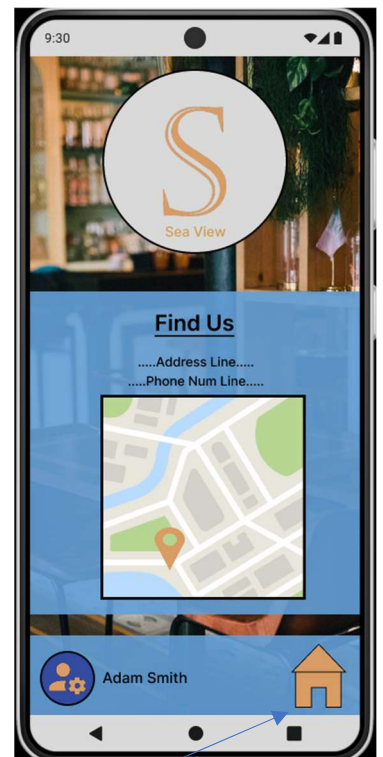 9:30
S
Sea View
Find Us
.....Address Line.....
.....Phone Num Line.....
Adam Smith